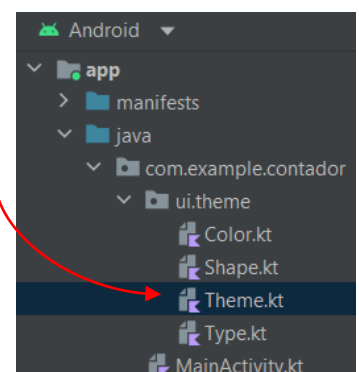 Android
app
manifests
java
com.example.contador
ui.theme
Color.kt
Shape.kt
Theme.kt
Type.kt
MainActivity.kt